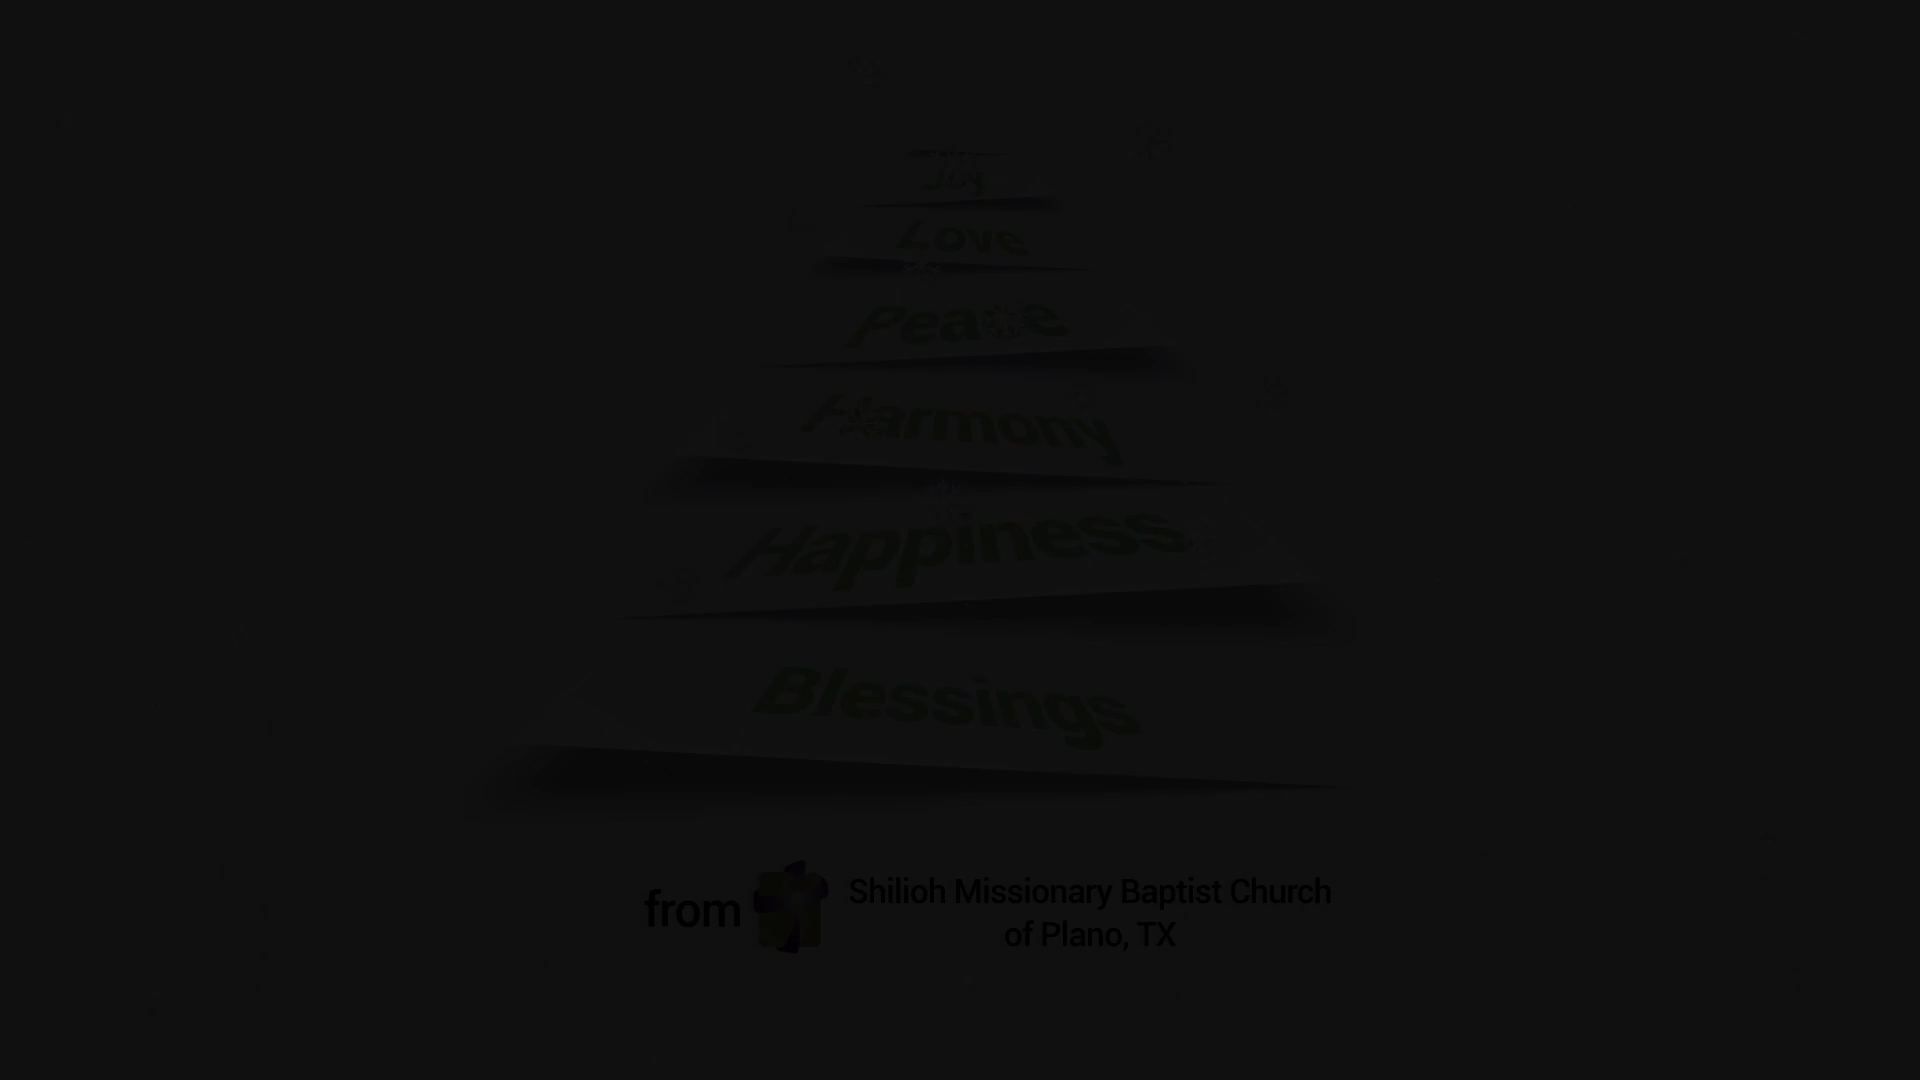 Joy
Love
Peace
Harmony
Happiness
Blessings
from
Shilioh Missionary Baptist Church
of Plano, TX